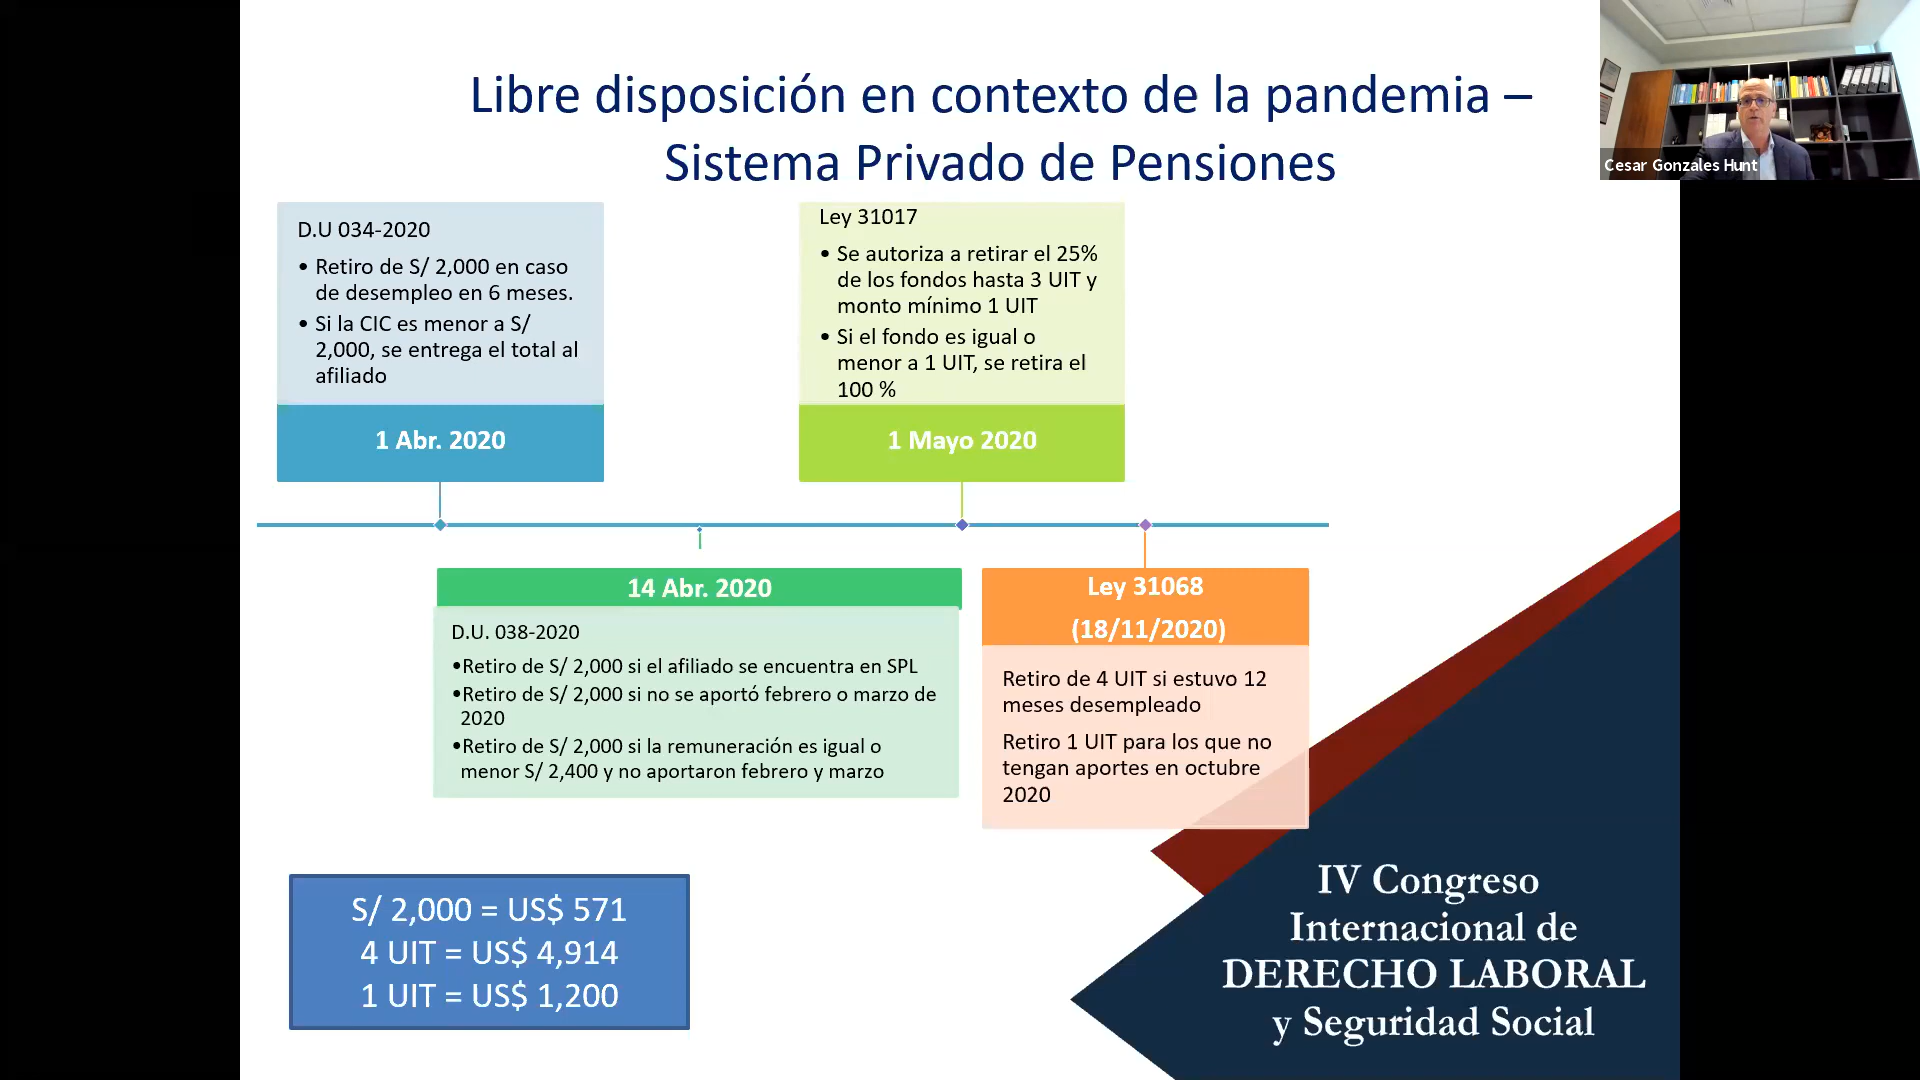 Libre disposición en contexto de la pandemia –
Sistema Privado de Pensiones
Cesar Gonzales Hunt
D.U 034-2020
• Retiro de S/ 2,000 en caso
de desempleo en 6 meses.
• Si la CIC es menor a S/
2,000, se entrega el total al
afiliado
1 Abr. 2020
Ley 31017
• Se autoriza a retirar el 25%
de los fondos hasta 3 UIT y
monto mínimo 1 UIT
• Si el fondo es igual o
menor a 1 UIT, se retira el
100 %
1 Mayo 2020
14 Abr. 2020
D.U. 038-2020
•Retiro de S/ 2,000 si el afiliado se encuentra en SPL
•Retiro de S/ 2,000 si no se aportó febrero o marzo de
2020
•Retiro de S/ 2,000 si la remuneración es igual o
menor S/ 2,400 y no aportaron febrero y marzo
Ley 31068
(18/11/2020)
Retiro de 4 UIT si estuvo 12
meses desempleado
Retiro 1 UIT para los que no
tengan aportes en octubre
2020
S/ 2,000 = US$ 571
4 UIT = US$ 4,914
1 UIT = US$ 1,200
IV Congreso
Internacional de
DERECHO LABORAL
y Seguridad Social